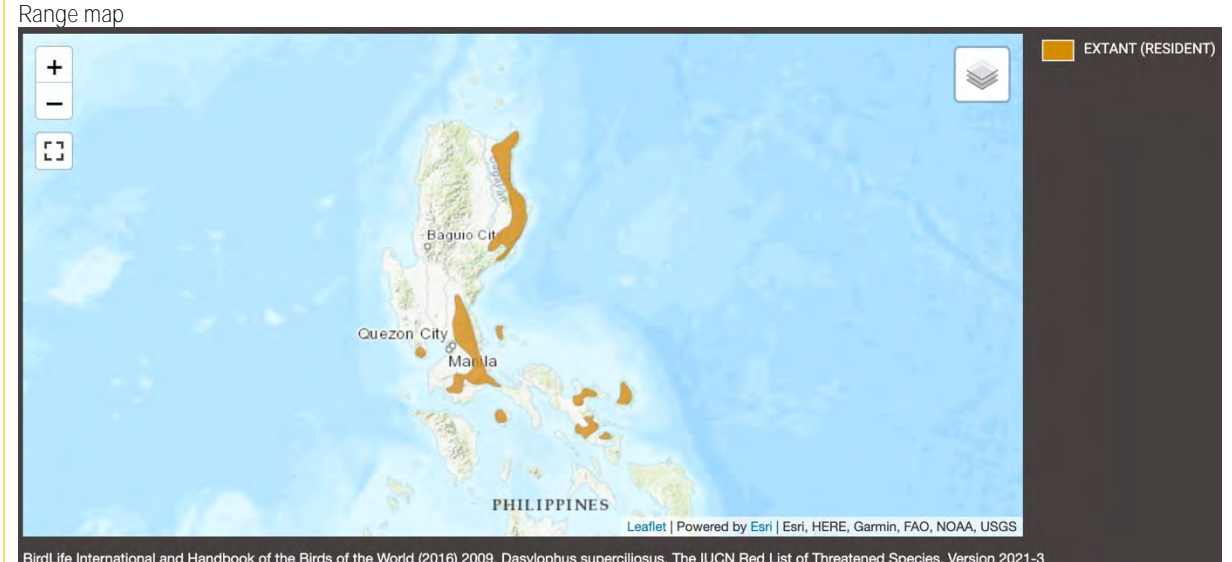 Range map
EXTANT (RESIDENT)
+
−
Cagayan
Baguio City
Quezon City
Manila
PHILIPPINES
Leaflet | Powered by Esri | Esri, HERE, Garmin, FAO, NOAA, USGS
BirdLife International and Handbook of the Birds of the World (2016) 2009. Dasylophus superciliosus. The IUCN Red List of Threatened Species. Version 2021-3